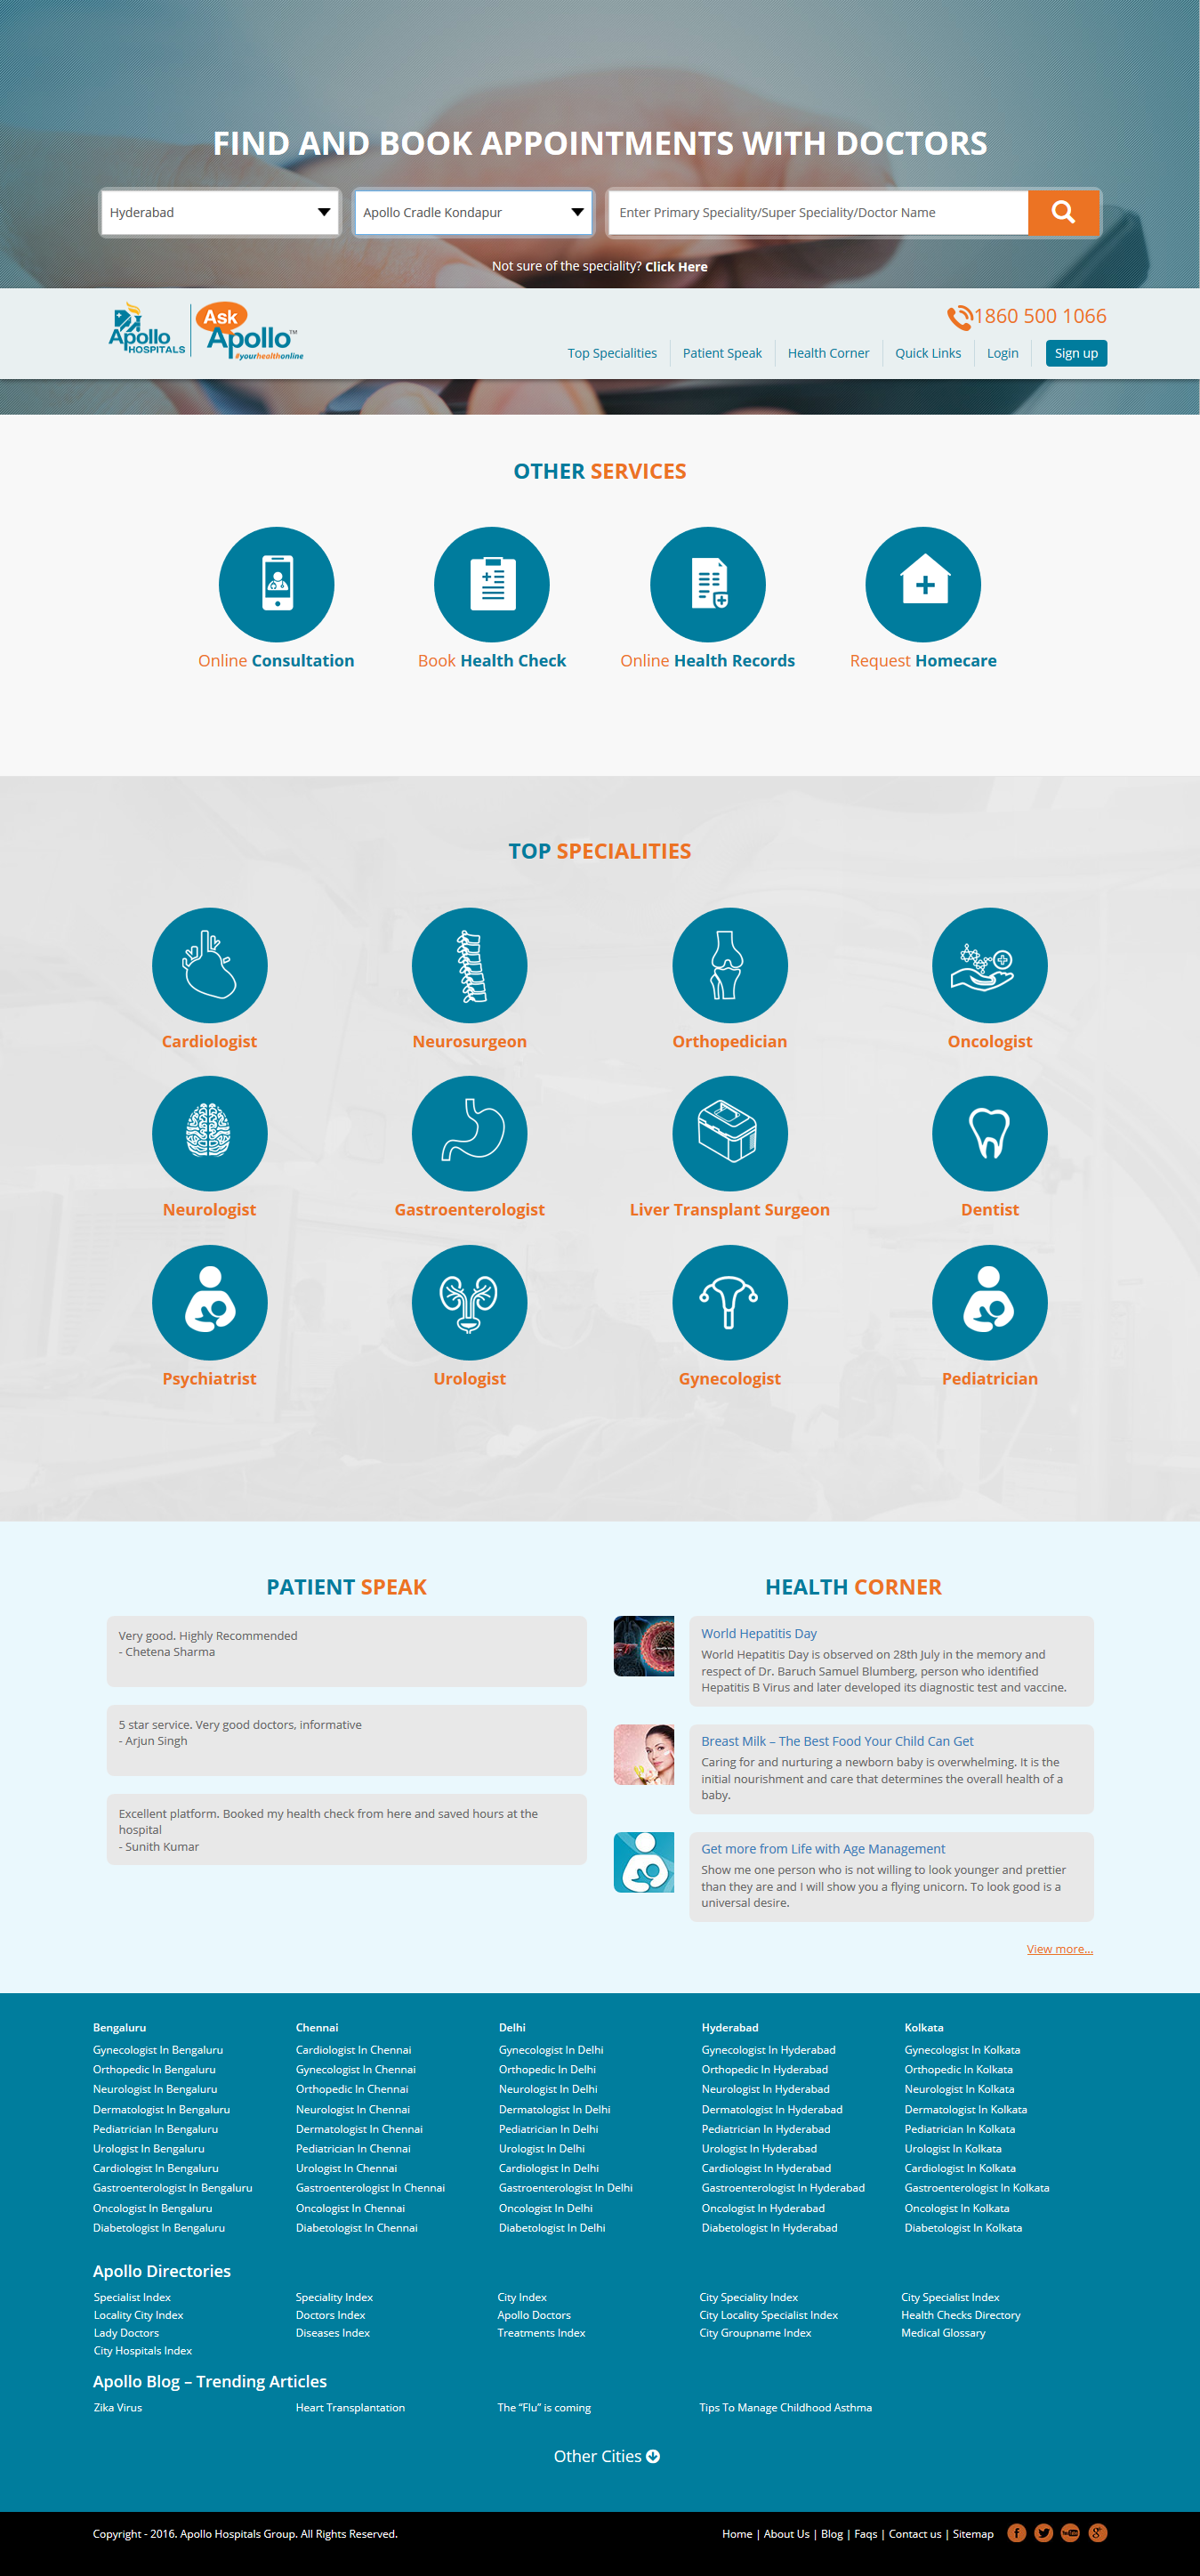 FIND AND BOOK APPOINTMENTS WITH DOCTORS
Hyderabad
Apollo Cradle Kondapur
Enter Primary Speciality/Super Speciality/Doctor Name
Not sure of the speciality? Click Here
Apollo
HOSPITALS
Ask
Apollo™
#yourhealthonline
1860 500 1066
Top Specialities
Patient Speak
Health Corner
Quick Links
Login
Sign up
OTHER SERVICES
Online Consultation
Book Health Check
Online Health Records
Request Homecare
TOP SPECIALITIES
Cardiologist
Neurosurgeon
Orthopedician
Oncologist
Neurologist
Gastroenterologist
Liver Transplant Surgeon
Dentist
Psychiatrist
Urologist
Gynecologist
Pediatrician
PATIENT SPEAK
Very good. Highly Recommended
- Chetena Sharma
5 star service. Very good doctors, informative
- Arjun Singh
Excellent platform. Booked my health check from here and saved hours at the
hospital
- Sunith Kumar
HEALTH CORNER
World Hepatitis Day
World Hepatitis Day is observed on 28th July in the memory and
respect of Dr. Baruch Samuel Blumberg, person who identified
Hepatitis B Virus and later developed its diagnostic test and vaccine.
Breast Milk – The Best Food Your Child Can Get
Caring for and nurturing a newborn baby is overwhelming. It is the
initial nourishment and care that determines the overall health of a
baby.
Get more from Life with Age Management
Show me one person who is not willing to look younger and prettier
than they are and I will show you a flying unicorn. To look good is a
universal desire.
View more...
Bengaluru
Gynecologist In Bengaluru
Orthopedic In Bengaluru
Neurologist In Bengaluru
Dermatologist In Bengaluru
Pediatrician In Bengaluru
Urologist In Bengaluru
Cardiologist In Bengaluru
Gastroenterologist In Bengaluru
Oncologist In Bengaluru
Diabetologist In Bengaluru
Chennai
Cardiologist In Chennai
Gynecologist In Chennai
Orthopedic In Chennai
Neurologist In Chennai
Dermatologist In Chennai
Pediatrician In Chennai
Urologist In Chennai
Gastroenterologist In Chennai
Oncologist In Chennai
Diabetologist In Chennai
Delhi
Gynecologist In Delhi
Orthopedic In Delhi
Neurologist In Delhi
Dermatologist In Delhi
Pediatrician In Delhi
Urologist In Delhi
Cardiologist In Delhi
Gastroenterologist In Delhi
Oncologist In Delhi
Diabetologist In Delhi
Hyderabad
Gynecologist In Hyderabad
Orthopedic In Hyderabad
Neurologist In Hyderabad
Dermatologist In Hyderabad
Pediatrician In Hyderabad
Urologist In Hyderabad
Cardiologist In Hyderabad
Gastroenterologist In Hyderabad
Oncologist In Hyderabad
Diabetologist In Hyderabad
Kolkata
Gynecologist In Kolkata
Orthopedic In Kolkata
Neurologist In Kolkata
Dermatologist In Kolkata
Pediatrician In Kolkata
Urologist In Kolkata
Cardiologist In Kolkata
Gastroenterologist In Kolkata
Oncologist In Kolkata
Diabetologist In Kolkata
Apollo Directories
Specialist Index
Speciality Index
City Index
City Speciality Index
City Specialist Index
Locality City Index
Doctors Index
Apollo Doctors
City Locality Specialist Index
Health Checks Directory
Lady Doctors
Diseases Index
Treatments Index
City Groupname Index
Medical Glossary
City Hospitals Index
Apollo Blog – Trending Articles
Zika Virus
Heart Transplantation
The “Flu” is coming
Tips To Manage Childhood Asthma
Other Cities
Copyright - 2016. Apollo Hospitals Group. All Rights Reserved.
Home | About Us | Blog | Faqs | Contact us | Sitemap